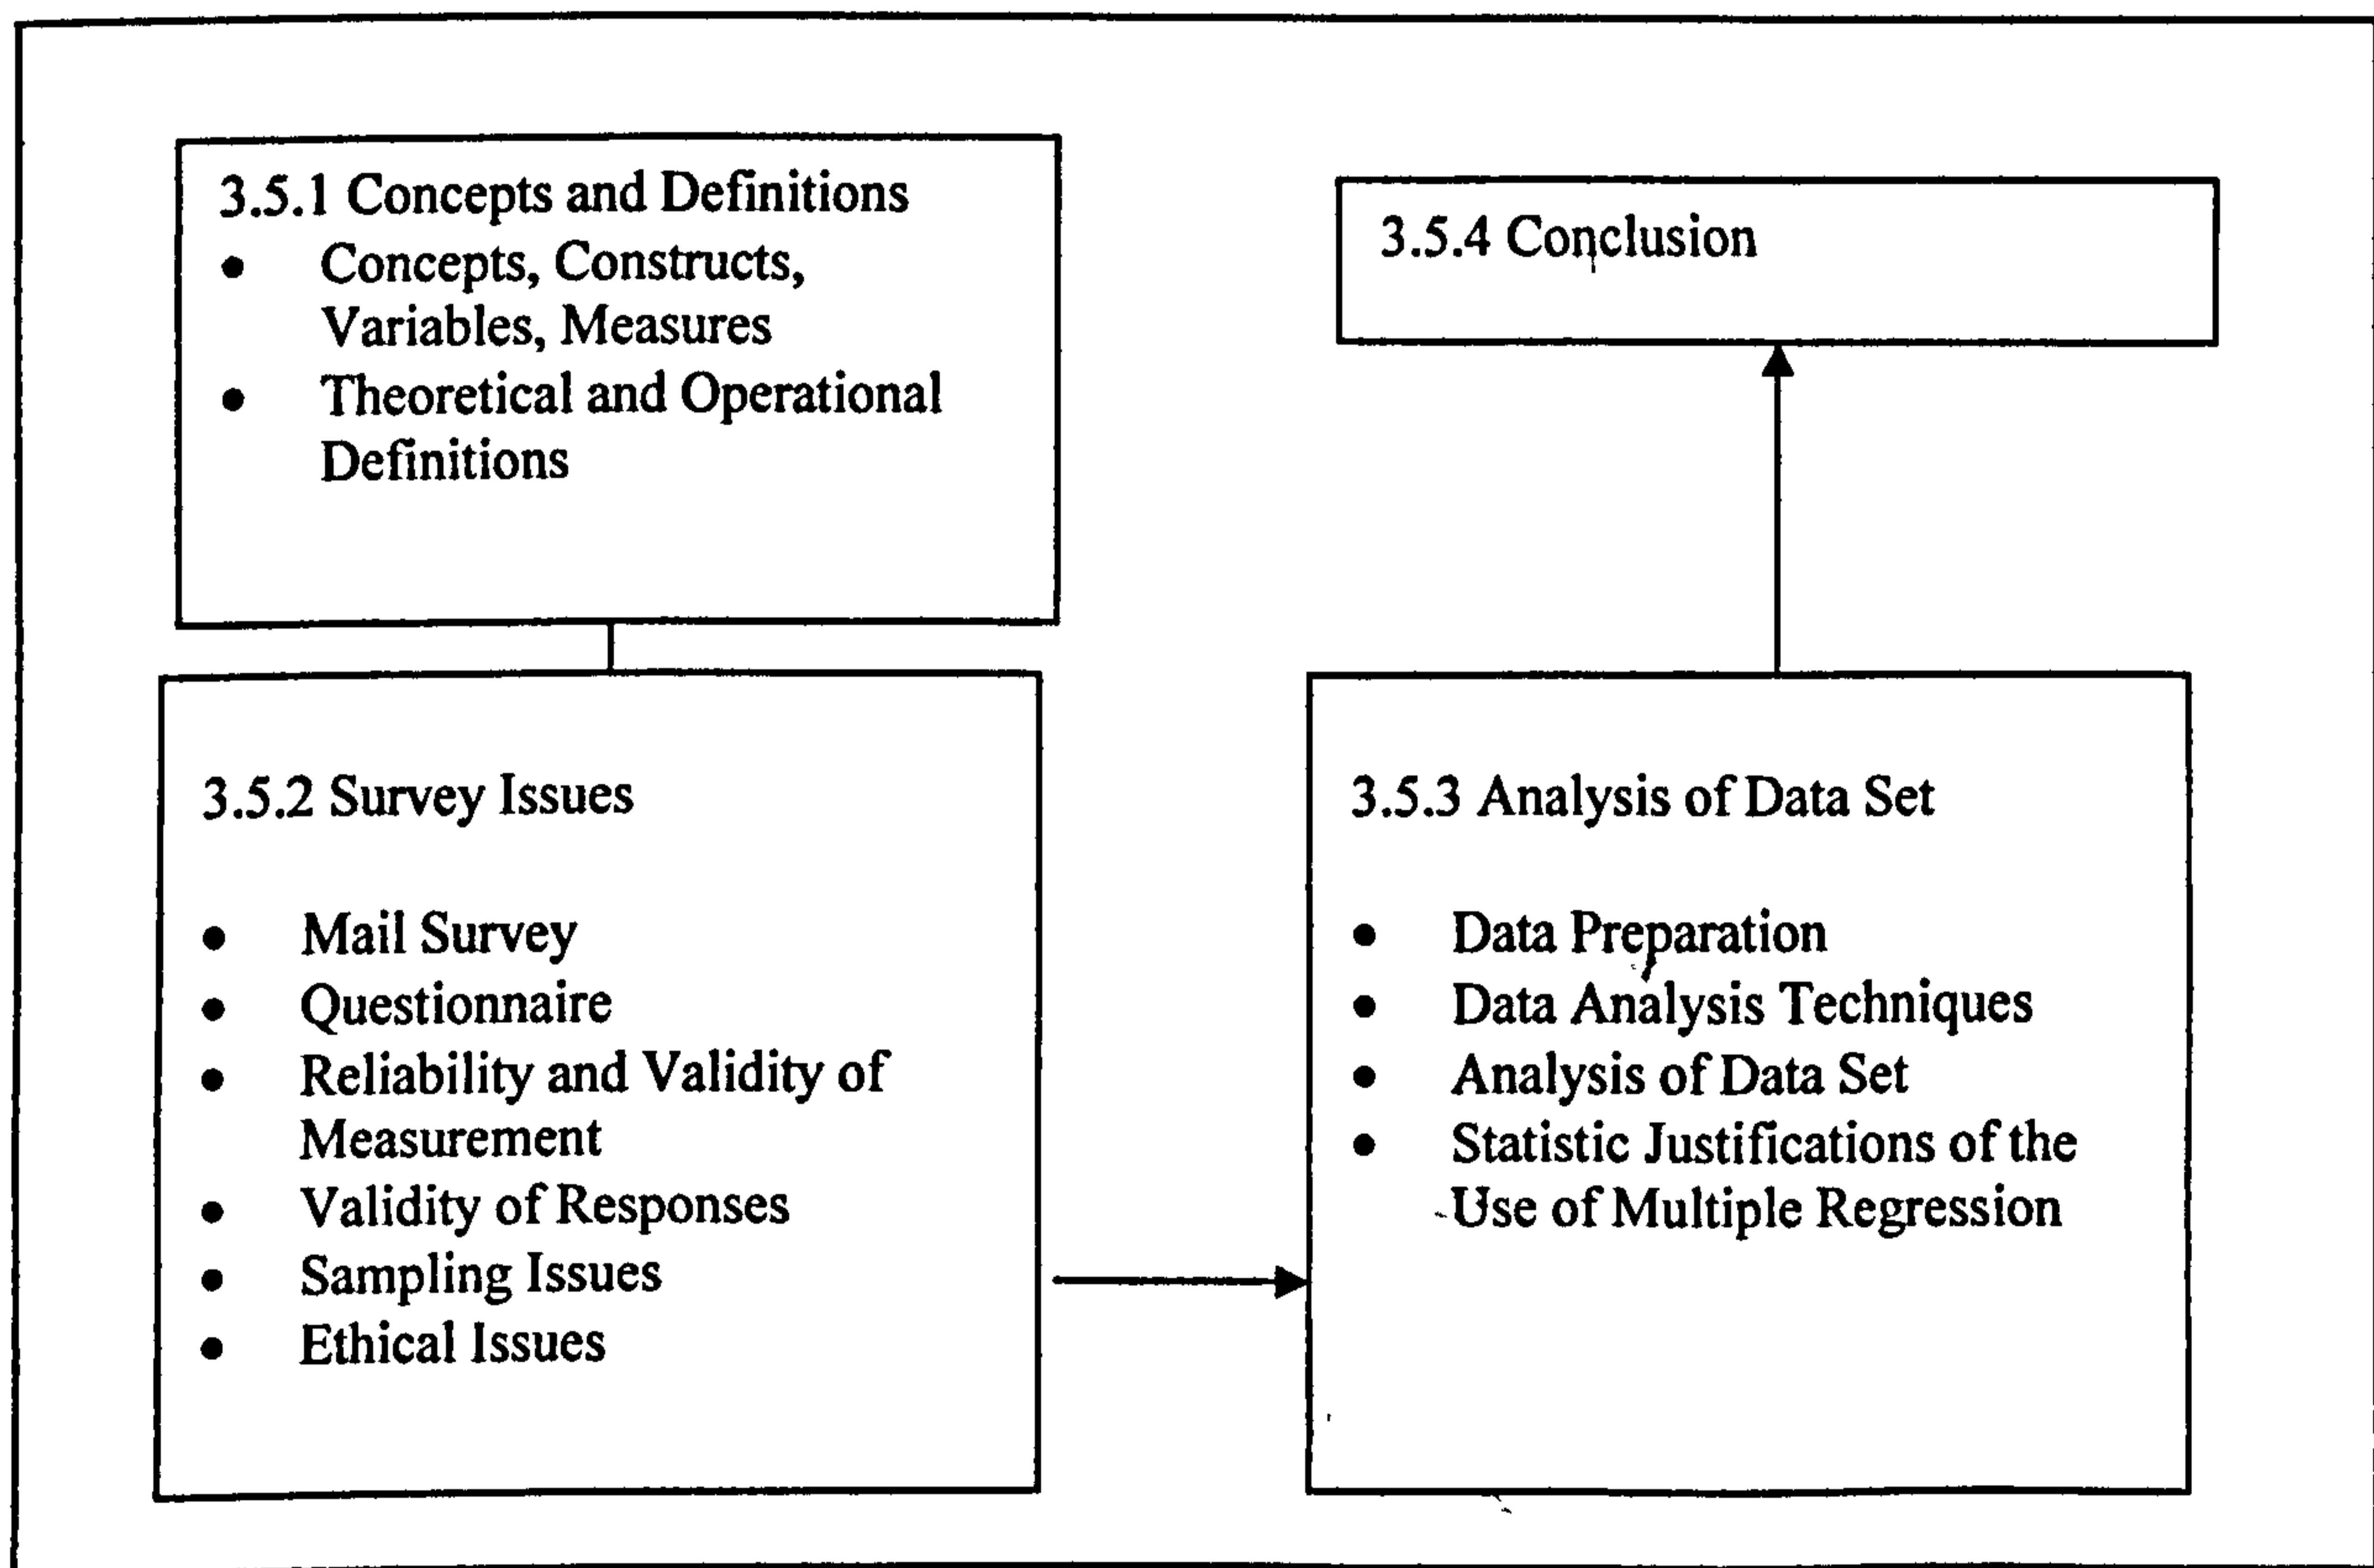 3.5.1 Concepts and Definitions
• Concepts, Constructs,
Variables, Measures
• Theoretical and Operational
Definitions
3.5.2 Survey Issues
• Mail Survey
• Questionnaire
• Reliability and Validity of
Measurement
• Validity of Responses
• Sampling Issues
• Ethical Issues
3.5.3 Analysis of Data Set
• Data Preparation
• Data Analysis Techniques
• Analysis of Data Set
• Statistic Justifications of the
Use of Multiple Regression
3.5.4 Conclusion